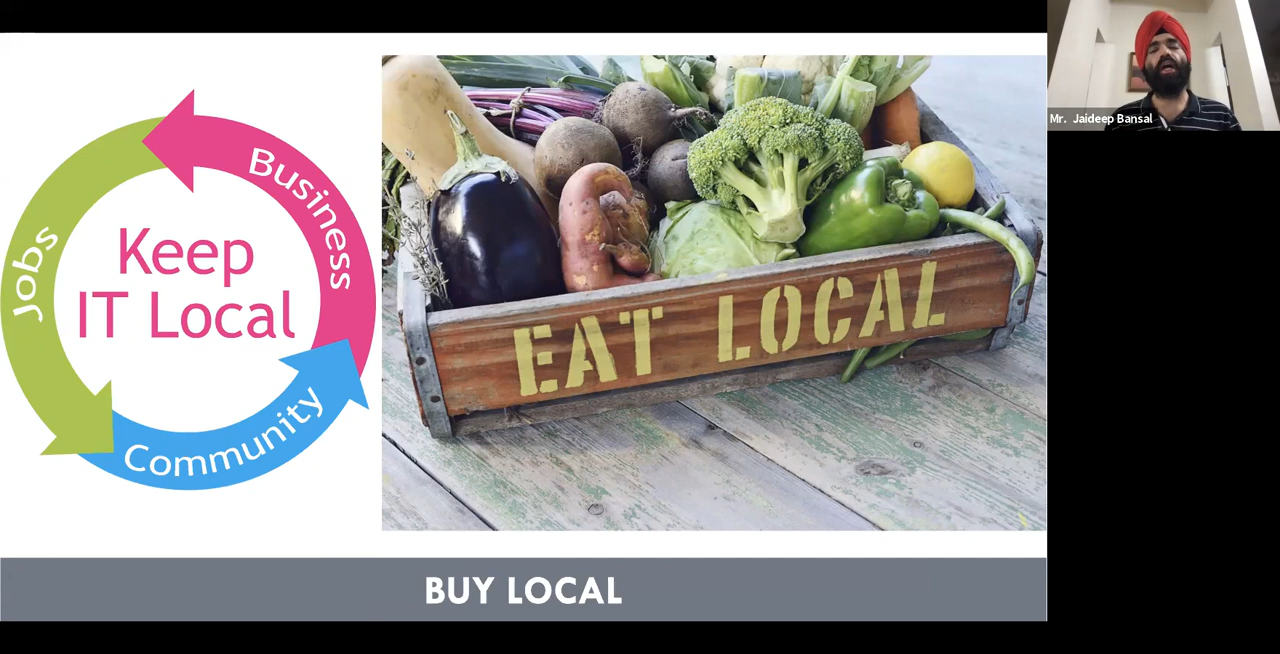 Jobs
Business
Community
Keep
IT Local
EAT LOCAL
BUY LOCAL
Mr. Jaideep Bansal